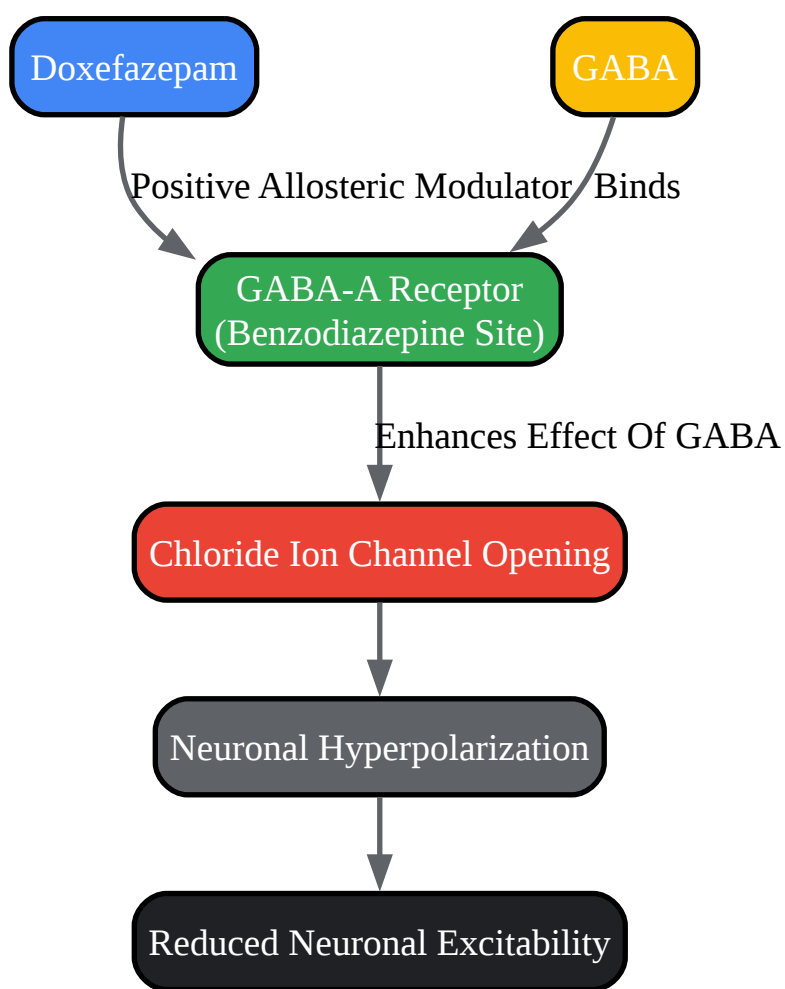 Doxefazepam
GABA
Positive Allosteric Modulator
Binds
GABA-A Receptor
(Benzodiazepine Site)
Enhances Effect Of GABA
Chloride Ion Channel Opening
Neuronal Hyperpolarization
Reduced Neuronal Excitability